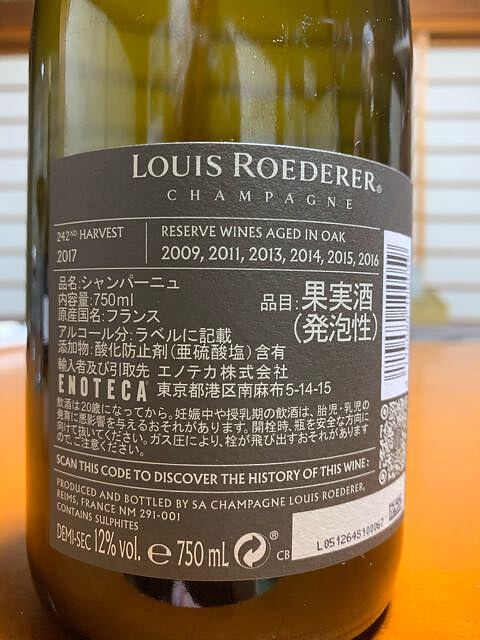 LOUIS ROEDERER®
CHAMPAGNE
242ND HARVEST
2017
RESERVE WINES AGED IN OAK
2009, 2011, 2013, 2014, 2015, 2016
品名:シャンパーニュ
内容量:750ml
原産国名:フランス
アルコール分:ラベルに記載
添加物:酸化防止剤(亜硫酸塩)含有
品目:果実酒
(発泡性)
輸入者及び引取先 エノテカ株式会社
ENOTECA 東京都港区南麻布5-14-15
飲酒は20歳になってから。妊娠中や授乳期の飲酒は、胎児・乳児の
発育に悪影響を与えるおそれがあります。開栓時、瓶を安全な方向に
向けて抜いてください。ガス圧により、栓が飛び出すおそれがあります
ので、ご注意ください。
SCAN THIS CODE TO DISCOVER THE HISTORY OF THIS WINE:
PRODUCED AND BOTTLED BY SA CHAMPAGNE LOUIS ROEDERER,
REIMS, FRANCE NM 291-001
CONTAINS SULPHITES
DEMI-SEC 12% vol. e 750 mL ® CB